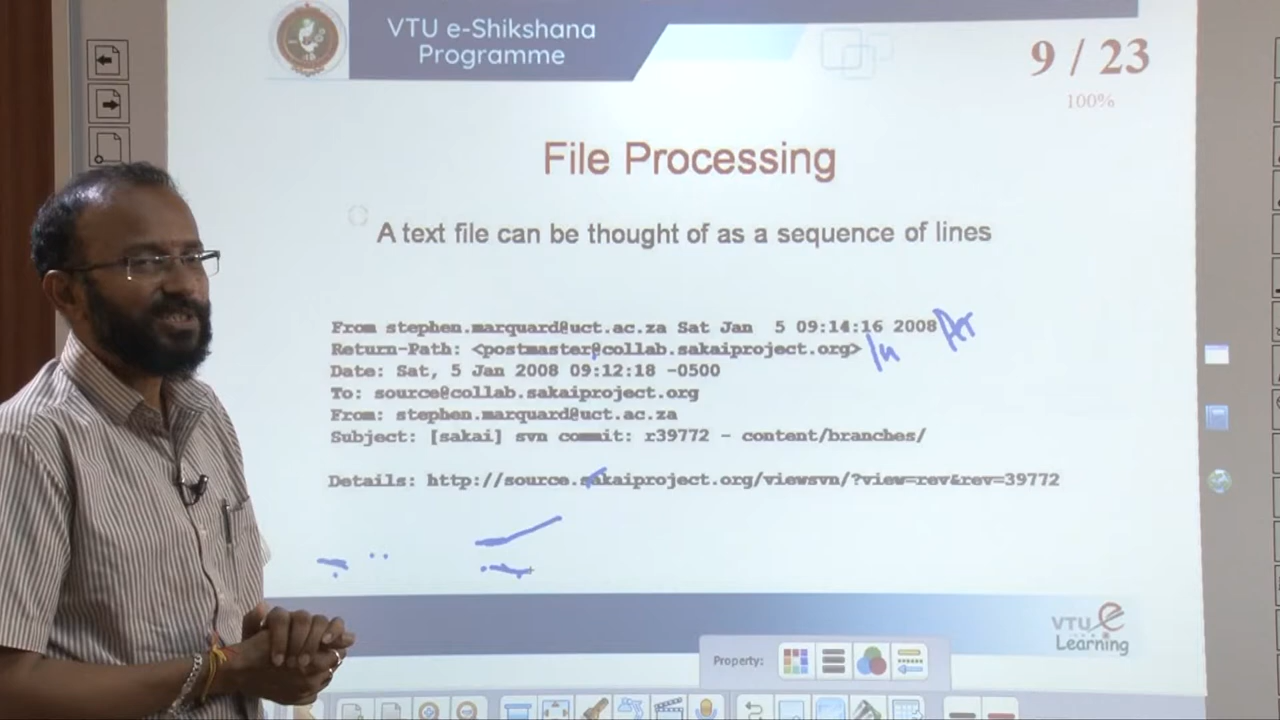 VTU e-Shikshana
Programme
9 / 23
100%
File Processing
A text file can be thought of as a sequence of lines
From stephen.marquard@uct.ac.za Sat Jan 5 09:14:16 2008
Return-Path: <postmaster@collab.sakaiproject.org>
Date: Sat, 5 Jan 2008 09:12:18 -0500
To: source@collab.sakaiproject.org
From: stephen.marquard@uct.ac.za
Subject: [sakai] svn commit: r39772 - content/branches/
Details: http://source.sakaiproject.org/viewsvn/?view=rev&rev=39772
VTU e
Learning
Property: